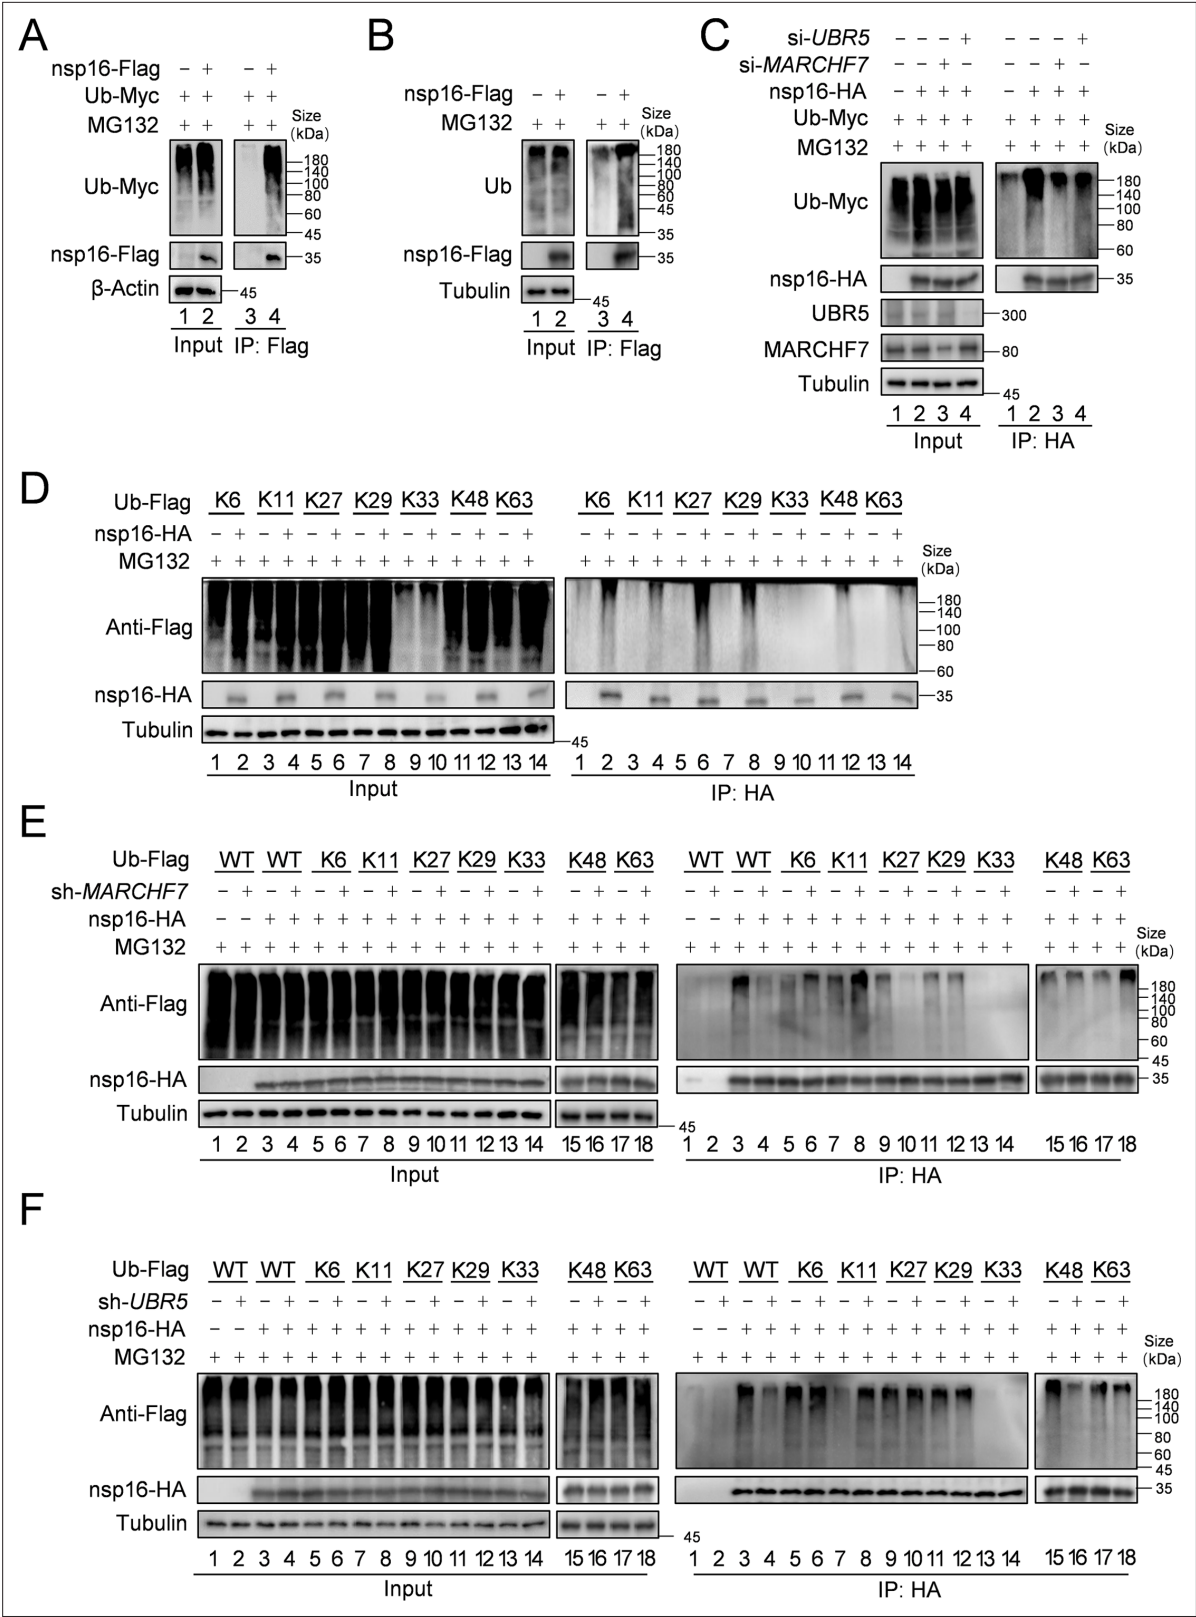 A
nsp16-Flag − + +
Ub-Myc + + + +
MG132 + + + +
Size (kDa)
Ub-Myc
180
140
100
80
60
45
nsp16-Flag
35
β-Actin
45
1 2 3 4
Input IP: Flag
B
nsp16-Flag − + − +
MG132 + + + +
Size (kDa)
Ub
180
140
100
80
60
45
35
nsp16-Flag
35
Tubulin
45
1 2 3 4
Input IP: Flag
C
si-UBR5 − − − + − − − +
si-MARCHF7 − − + − − − + −
nsp16-HA − + + + − + + +
Ub-Myc + + + + + + + +
MG132 + + + + + + + +
Size (kDa)
Ub-Myc
180
140
100
80
60
nsp16-HA
35
UBR5
300
MARCHF7
80
Tubulin
45
1 2 3 4 1 2 3 4
Input IP: HA
D
Ub-Flag K6 K11 K27 K29 K33 K48 K63 K6 K11 K27 K29 K33 K48 K63
nsp16-HA − + − + − + − + − + − + − + − + − + − + − + − + − + − +
MG132 + + + + + + + + + + + + + + + + + + + + + + + + + + + +
Size (kDa)
Anti-Flag
180
140
100
80
60
nsp16-HA
35
Tubulin
45
1 2 3 4 5 6 7 8 9 10 11 12 13 14 1 2 3 4 5 6 7 8 9 10 11 12 13 14
Input IP: HA
E
Ub-Flag WT WT K6 K11 K27 K29 K33 K48 K63 WT WT K6 K11 K27 K29 K33 K48 K63
sh-MARCHF7 − + − + − + − + − + − + − + − + − + − + − + − + − + − + − + − + − + − +
nsp16-HA − − + + + + + + + + + + + + + + + + − − + + + + + + + + + + + + + + + +
MG132 + + + + + + + + + + + + + + + + + + + + + + + + + + + + + + + + + + + +
Size (kDa)
Anti-Flag
180
140
100
80
60
45
nsp16-HA
35
Tubulin
45
1 2 3 4 5 6 7 8 9 10 11 12 13 14 15 16 17 18 1 2 3 4 5 6 7 8 9 10 11 12 13 14 15 16 17 18
Input IP: HA
F
Ub-Flag WT WT K6 K11 K27 K29 K33 K48 K63 WT WT K6 K11 K27 K29 K33 K48 K63
sh-UBR5 − + − + − + − + − + − + − + − + − + − + − + − + − + − + − + − + − + − +
nsp16-HA − − + + + + + + + + + + + + + + + + − − + + + + + + + + + + + + + + + +
MG132 + + + + + + + + + + + + + + + + + + + + + + + + + + + + + + + + + + + +
Size (kDa)
Anti-Flag
180
140
100
80
60
45
nsp16-HA
35
Tubulin
45
1 2 3 4 5 6 7 8 9 10 11 12 13 14 15 16 17 18 1 2 3 4 5 6 7 8 9 10 11 12 13 14 15 16 17 18
Input IP: HA